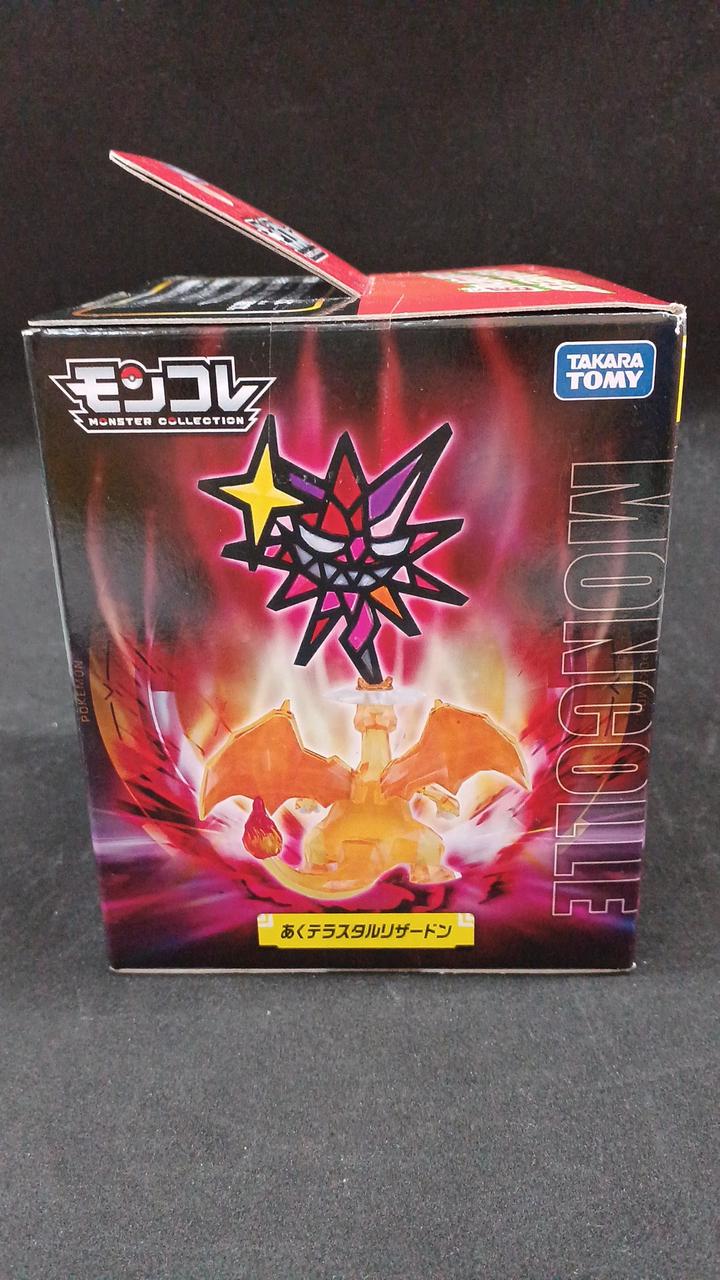 モンコレ
MONSTER COLLECTION
TAKARA
TOMY
MONCOLLE
POKÉMON
あくテラスタルリザードン